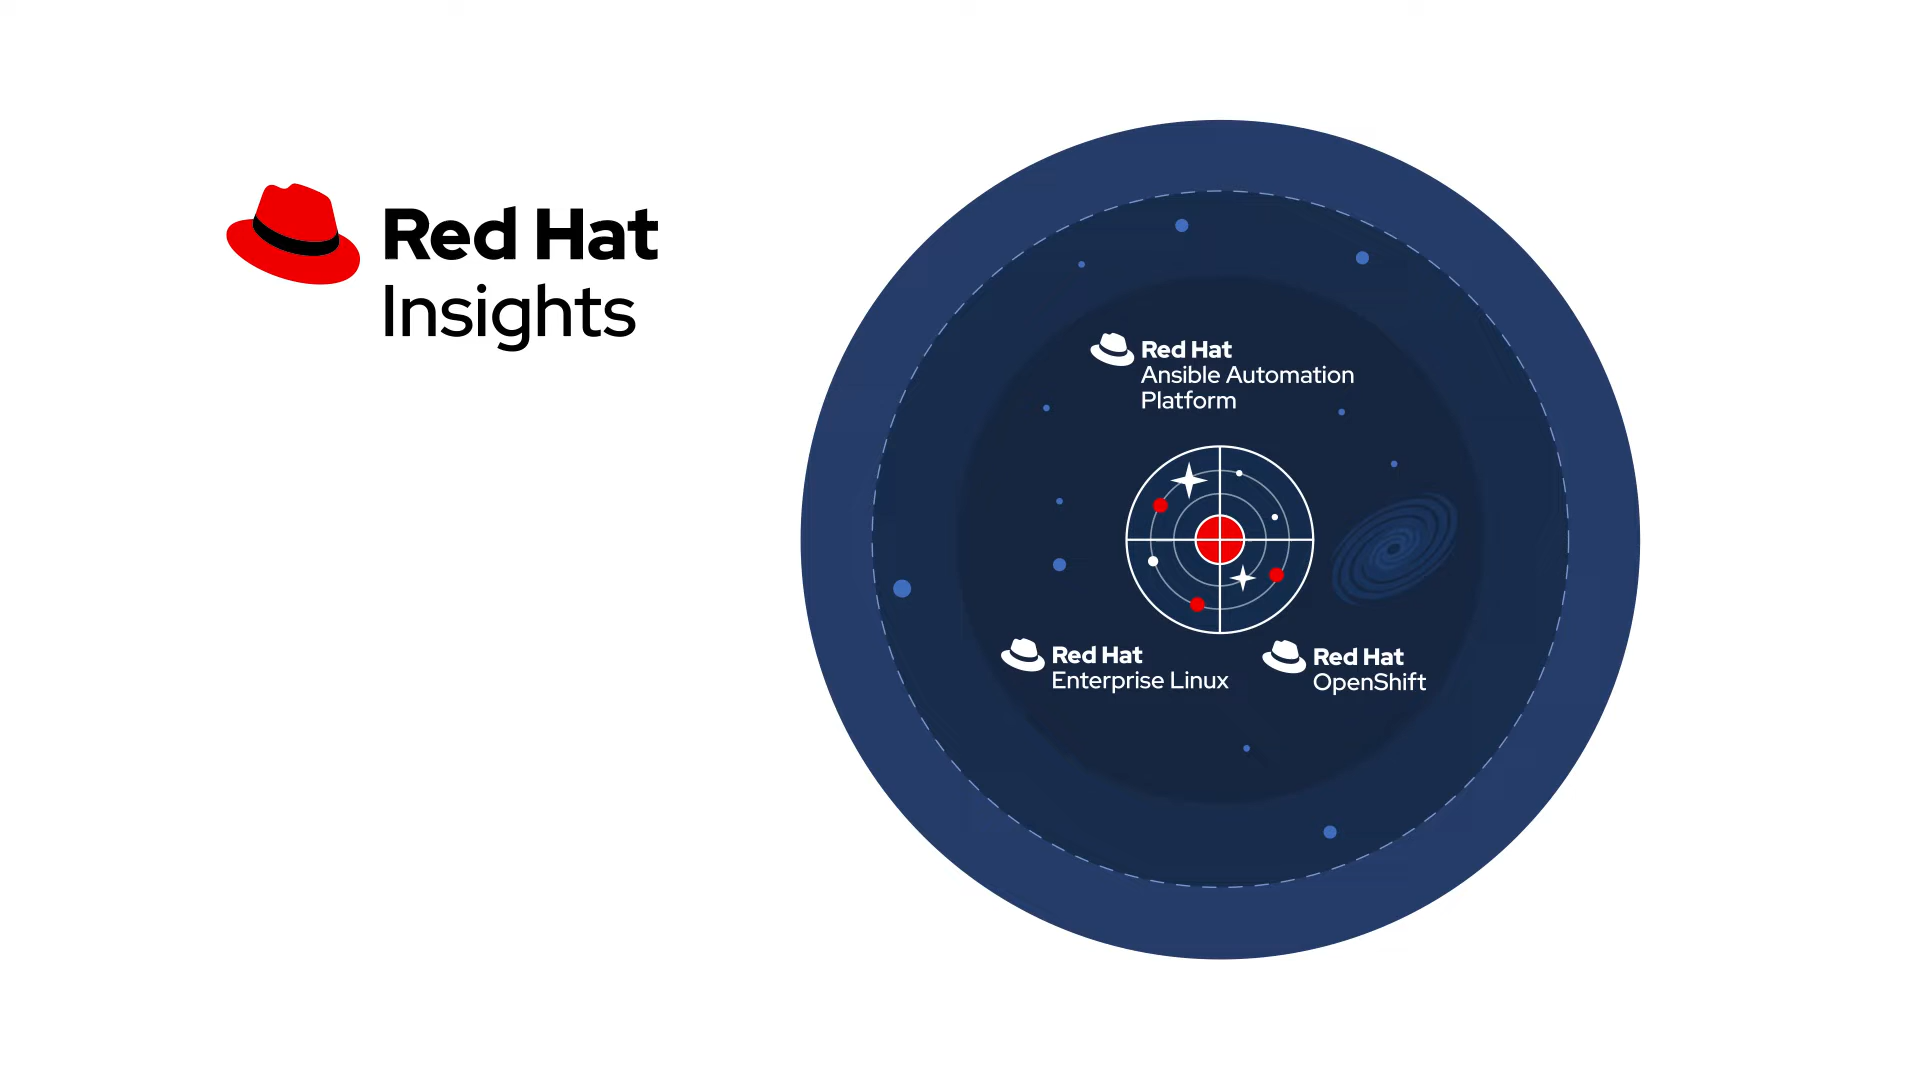 Red Hat
Insights
Red Hat
Ansible Automation
Platform
Red Hat
Enterprise Linux
Red Hat
OpenShift